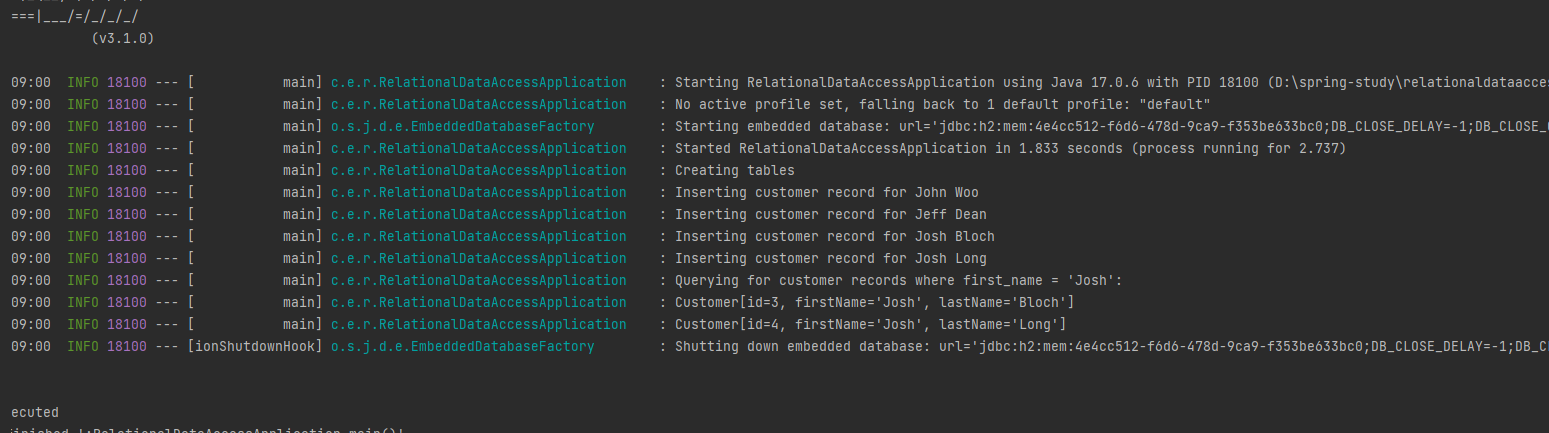 ===|___/=/_/_/_/
(v3.1.0)
09:00  INFO 18100 --- [           main] c.e.r.RelationalDataAccessApplication    : Starting RelationalDataAccessApplication using Java 17.0.6 with PID 18100 (D:\spring-study\relationaldataacces
09:00  INFO 18100 --- [           main] c.e.r.RelationalDataAccessApplication    : No active profile set, falling back to 1 default profile: "default"
09:00  INFO 18100 --- [           main] o.s.j.d.e.EmbeddedDatabaseFactory        : Starting embedded database: url='jdbc:h2:mem:4e4cc512-f6d6-478d-9ca9-f353be633bc0;DB_CLOSE_DELAY=-1;DB_CLOSE_
09:00  INFO 18100 --- [           main] c.e.r.RelationalDataAccessApplication    : Started RelationalDataAccessApplication in 1.833 seconds (process running for 2.737)
09:00  INFO 18100 --- [           main] c.e.r.RelationalDataAccessApplication    : Creating tables
09:00  INFO 18100 --- [           main] c.e.r.RelationalDataAccessApplication    : Inserting customer record for John Woo
09:00  INFO 18100 --- [           main] c.e.r.RelationalDataAccessApplication    : Inserting customer record for Jeff Dean
09:00  INFO 18100 --- [           main] c.e.r.RelationalDataAccessApplication    : Inserting customer record for Josh Bloch
09:00  INFO 18100 --- [           main] c.e.r.RelationalDataAccessApplication    : Inserting customer record for Josh Long
09:00  INFO 18100 --- [           main] c.e.r.RelationalDataAccessApplication    : Querying for customer records where first_name = 'Josh':
09:00  INFO 18100 --- [           main] c.e.r.RelationalDataAccessApplication    : Customer[id=3, firstName='Josh', lastName='Bloch']
09:00  INFO 18100 --- [           main] c.e.r.RelationalDataAccessApplication    : Customer[id=4, firstName='Josh', lastName='Long']
09:00  INFO 18100 --- [ionShutdownHook] o.s.j.d.e.EmbeddedDatabaseFactory        : Shutting down embedded database: url='jdbc:h2:mem:4e4cc512-f6d6-478d-9ca9-f353be633bc0;DB_CLOSE_DELAY=-1;DB_C
ecuted
inished ':RelationalDataAccessApplication.main()'